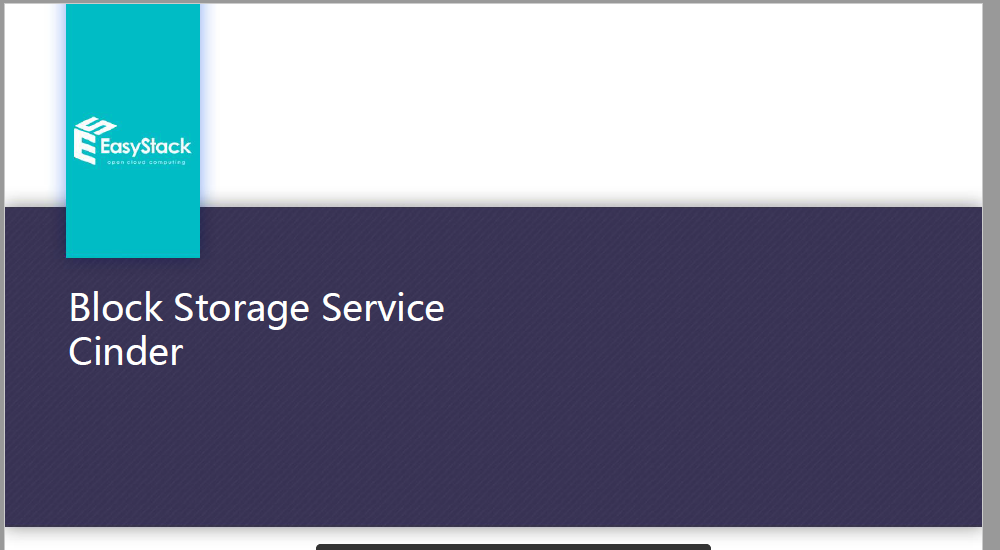 EasyStack
open cloud computing
Block Storage Service
Cinder